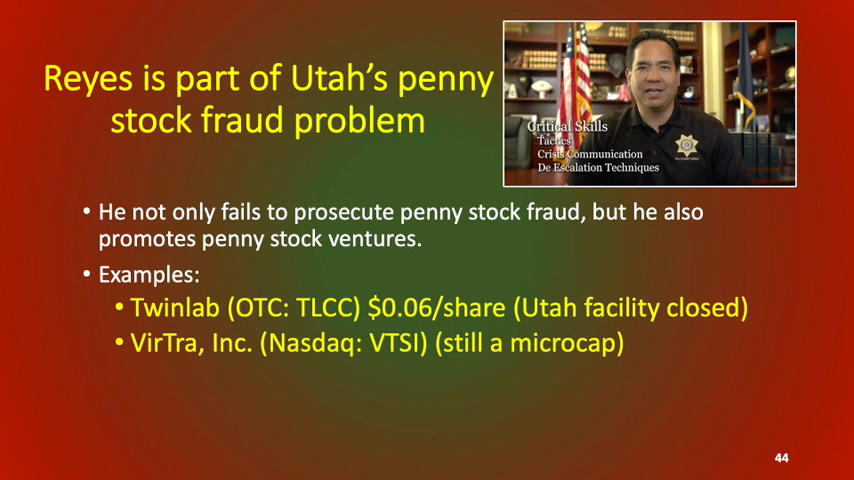 Reyes is part of Utah's penny
stock fraud problem
Critical Skills
Tactics
Crisis Communication
De Escalation Techniques
• He not only fails to prosecute penny stock fraud, but he also
promotes penny stock ventures.
• Examples:
• Twinlab (OTC: TLCC) $0.06/share (Utah facility closed)
• VirTra, Inc. (Nasdaq: VTSI) (still a microcap)
44